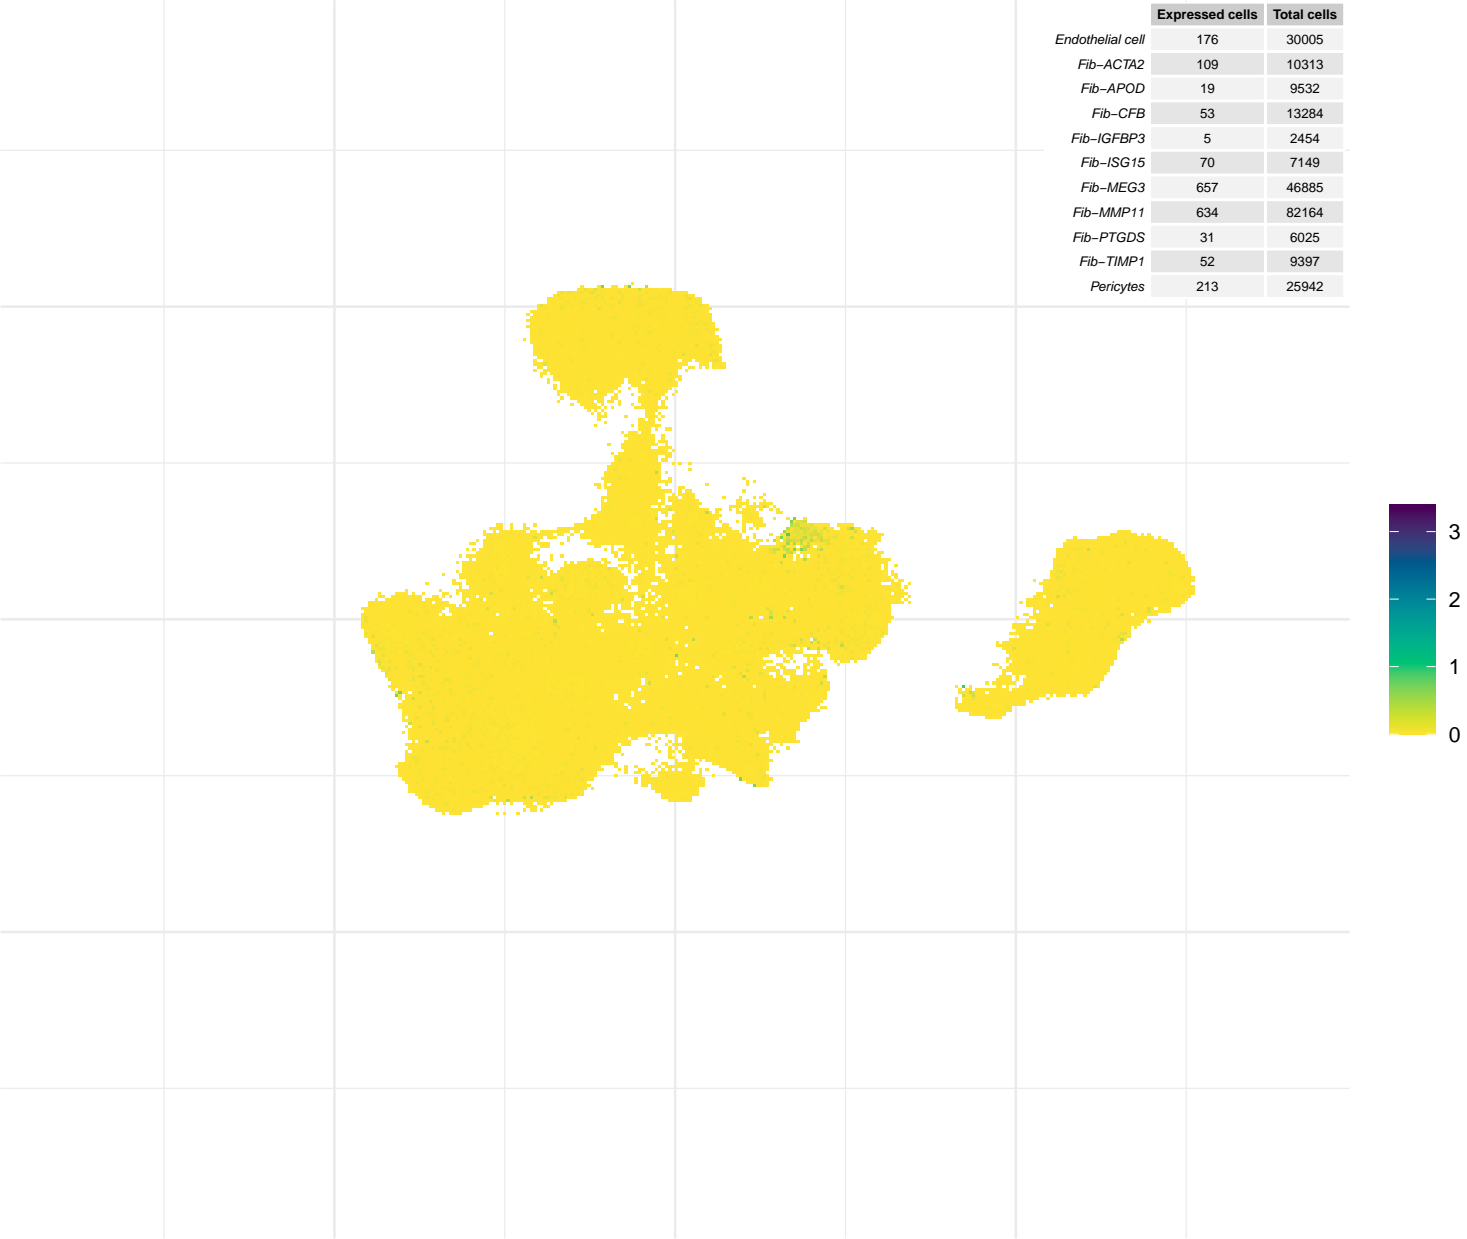 Expressed cells Total cells
Endothelial cell 176 30005
Fib−ACTA2 109 10313
Fib−APOD 19 9532
Fib−CFB 53 13284
Fib−IGFBP3 5 2454
Fib−ISG15 70 7149
Fib−MEG3 657 46885
Fib−MMP11 634 82164
Fib−PTGDS 31 6025
Fib−TIMP1 52 9397
Pericytes 213 25942
3
2
1
0